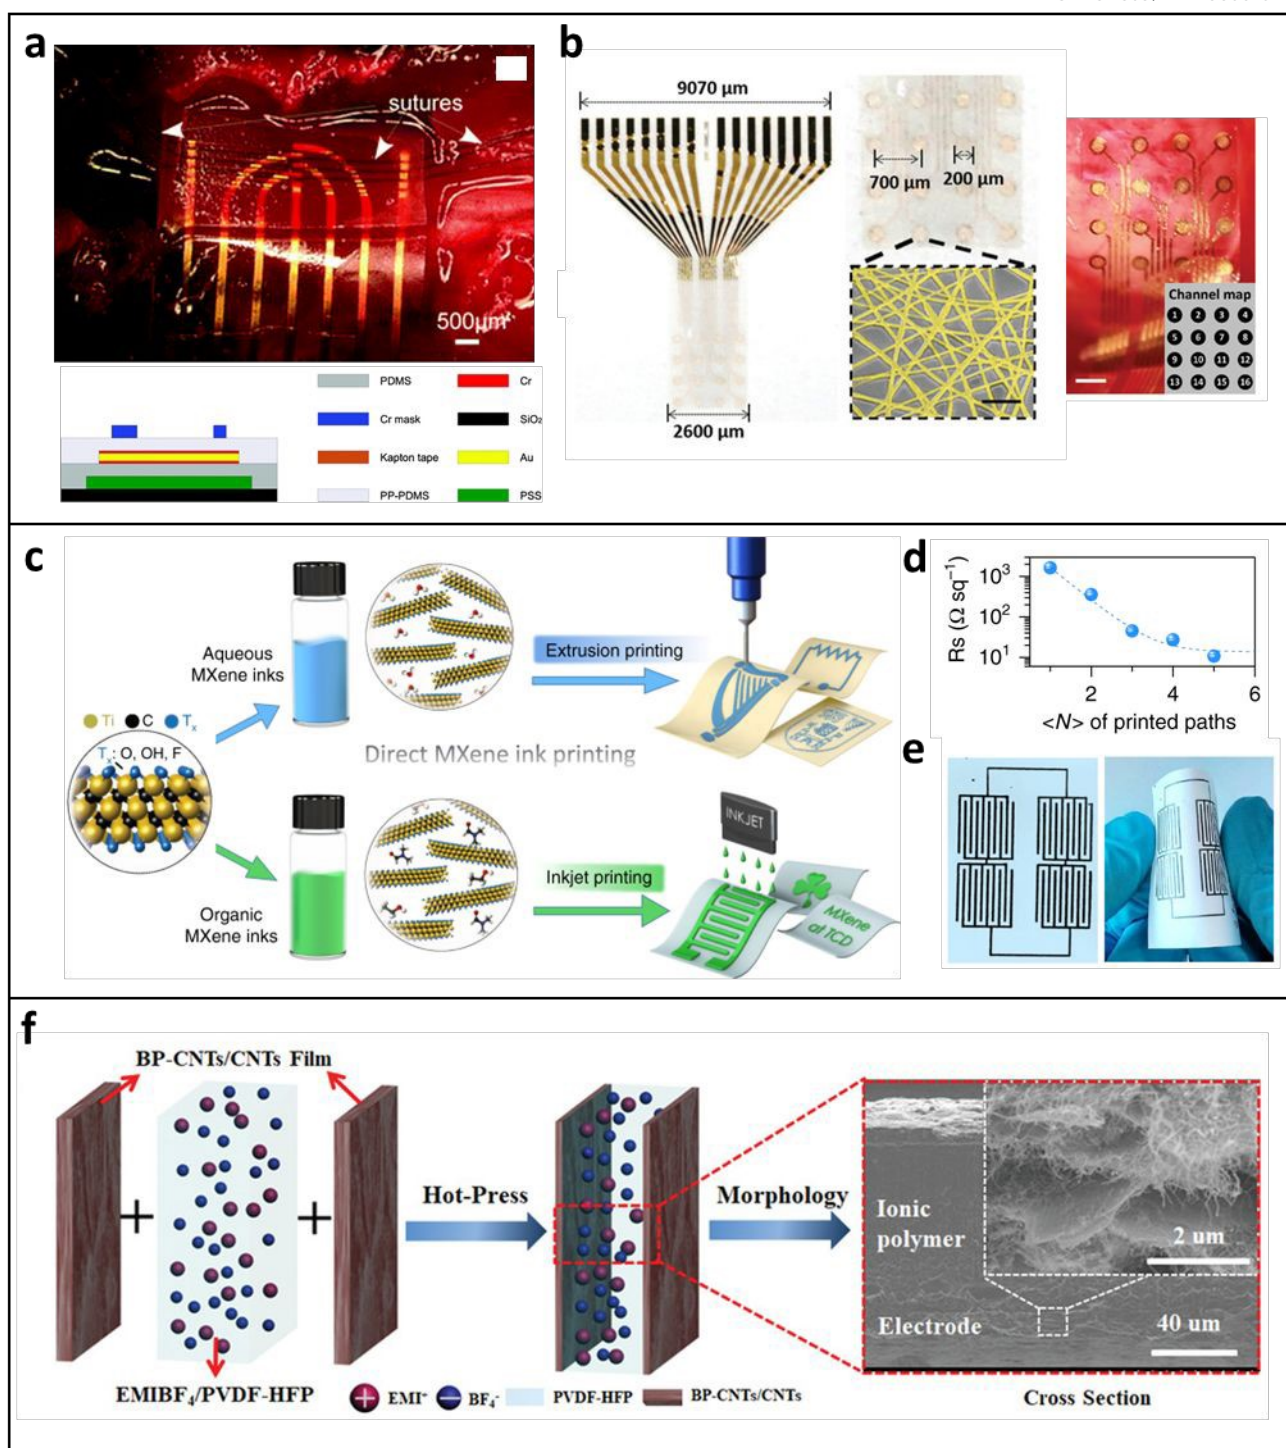 a
sutures
500μm
PDMS
Cr
Cr mask
SiO₂
Kapton tape
Au
PP-PDMS
PSS
b
9070 μm
700 μm
200 μm
2600 μm
Channel map
1 2 3 4
5 6 7 8
9 10 11 12
13 14 15 16
c
Aqueous
MXene inks
Extrusion printing
Ti C Tₓ
Tₓ: O, OH, F
Direct MXene ink printing
INKJET
Inkjet printing
Organic
MXene inks
MXene
at TCD
d
Rs (Ω sq⁻¹)
10³
10²
10¹
2 4 6
<N> of printed paths
e
f
BP-CNTs/CNTs Film
+
+
Hot-Press
Morphology
Ionic
polymer
2 um
Electrode
40 um
EMIBF₄/PVDF-HFP
+ EMI⁺
− BF₄⁻
PVDF-HFP
BP-CNTs/CNTs
Cross Section